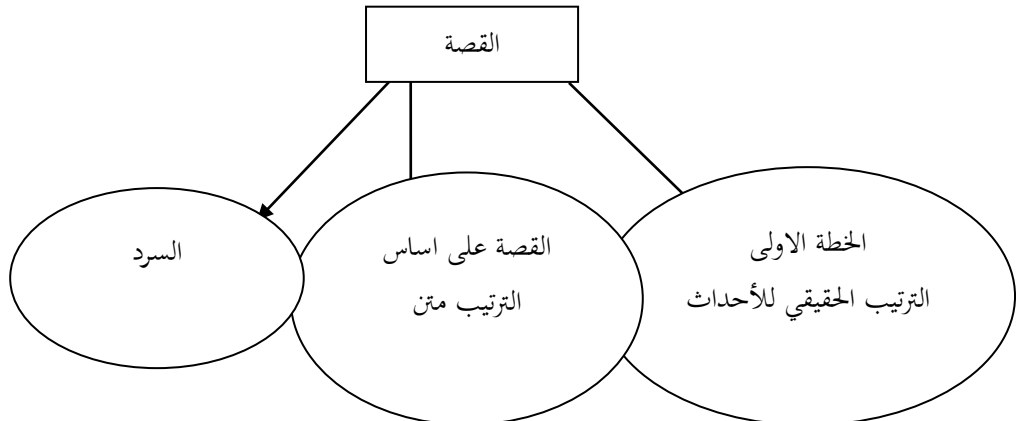 القصة
الخطة الاولى
الترتيب الحقيقي للأحداث
القصة على اساس
الترتيب متن
السرد